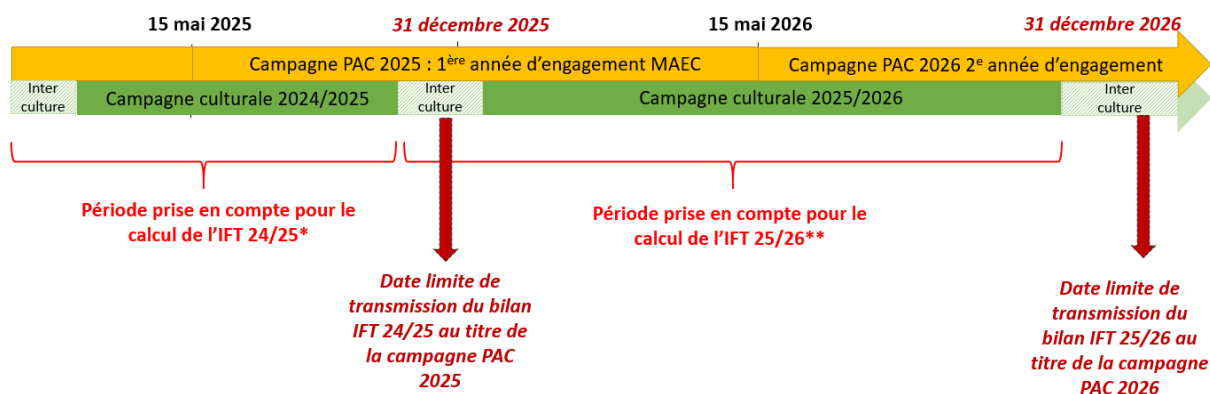 15 mai 2025
31 décembre 2025
15 mai 2026
31 décembre 2026
Campagne PAC 2025 : 1ère année d’engagement MAEC
Campagne PAC 2026 2e année d’engagement
Inter
culture
Campagne culturale 2024/2025
Inter
culture
Campagne culturale 2025/2026
Inter
culture
Période prise en compte pour le
calcul de l’IFT 24/25*
Période prise en compte pour le
calcul de l’IFT 25/26**
Date limite de
transmission du bilan
IFT 24/25 au titre de
la campagne PAC
2025
Date limite de
transmission du
bilan IFT 25/26 au
titre de la campagne
PAC 2026